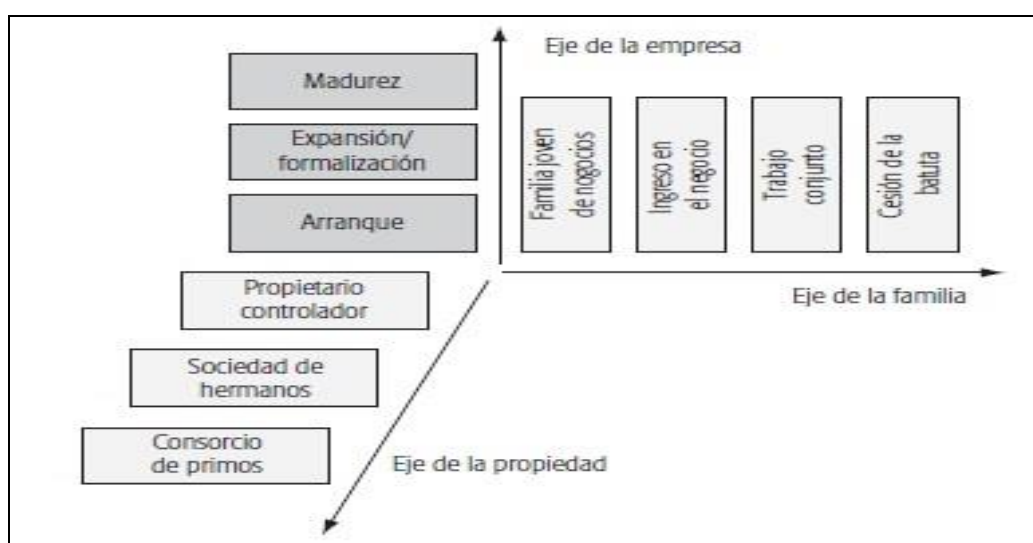 Eje de la empresa
Madurez
Expansión/
formalización
Arranque
Familia joven
de nogocios
Ingreso en
el negocio
Trabajo
conjunto
Cesión de la
batuta
Propietario
controlador
Eje de la familia
Sociedad de
hermanos
Consorcio
de primos
Eje de la propiedad